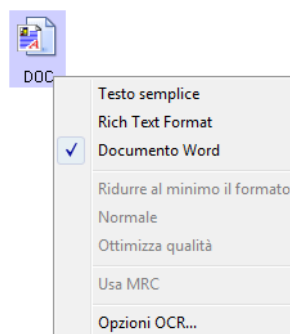 DOC
Testo semplice
Rich Text Format
Documento Word
Ridurre al minimo il formato
Normale
Ottimizza qualità
Usa MRC
Opzioni OCR...